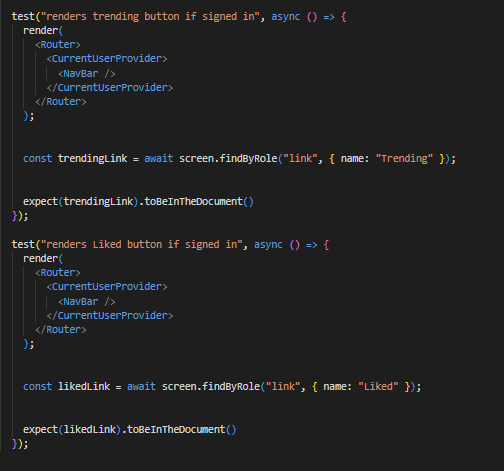 test("renders trending button if signed in", async () => {
  render(
    <Router>
      <CurrentUserProvider>
        <NavBar />
      </CurrentUserProvider>
    </Router>
  );
  const trendingLink = await screen.findByRole("link", { name: "Trending" });
  expect(trendingLink).toBeInTheDocument()
});
test("renders Liked button if signed in", async () => {
  render(
    <Router>
      <CurrentUserProvider>
        <NavBar />
      </CurrentUserProvider>
    </Router>
  );
  const likedLink = await screen.findByRole("link", { name: "Liked" });
  expect(likedLink).toBeInTheDocument()
});